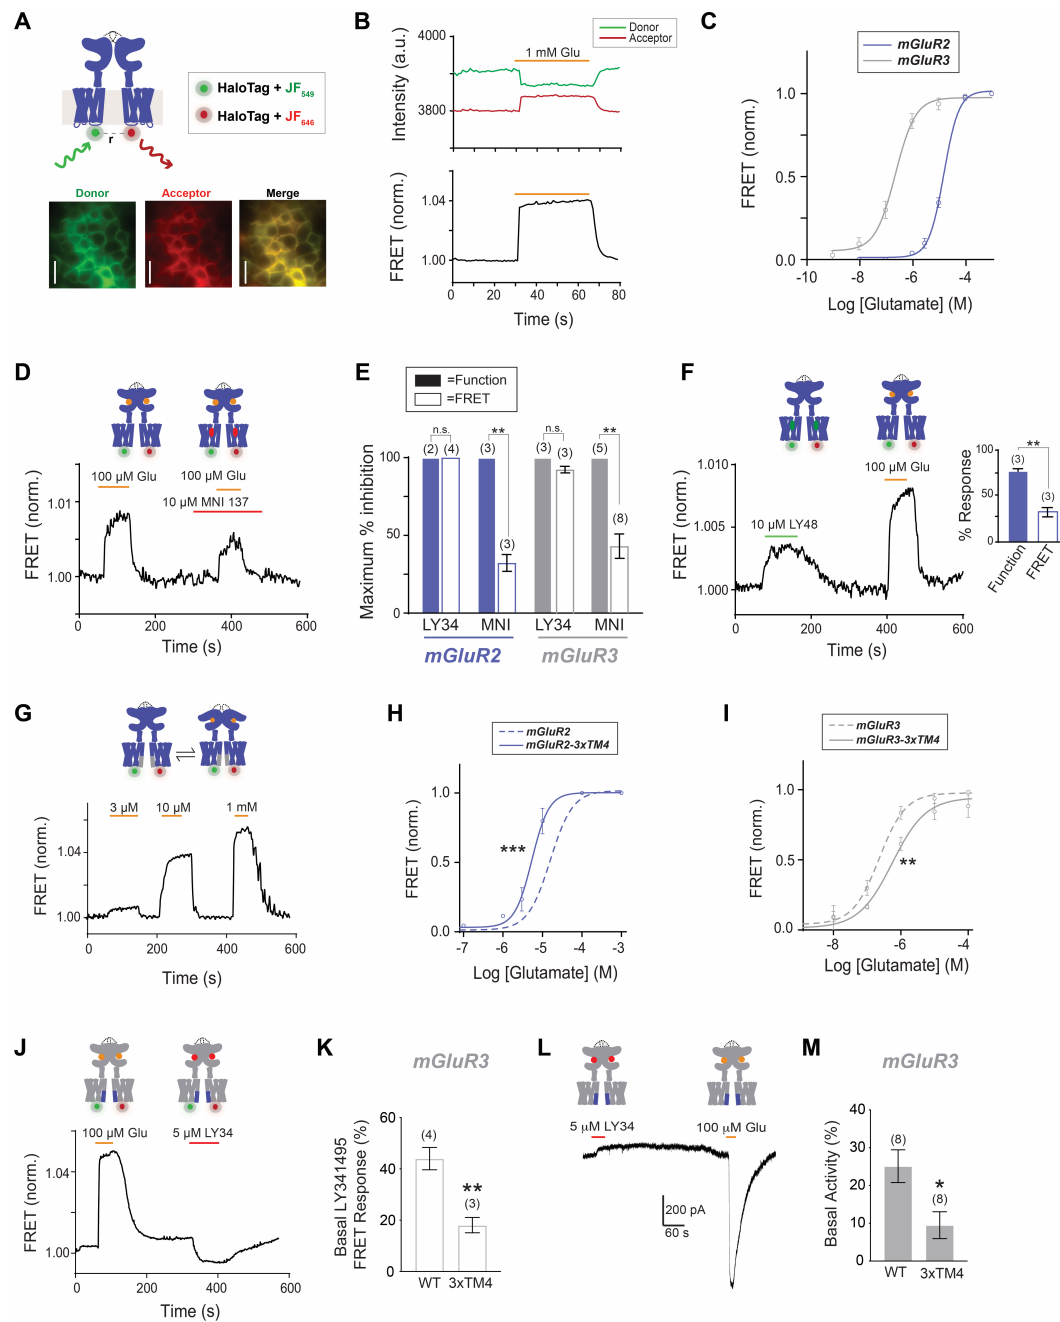 A
HaloTag + JF549
HaloTag + JF646
r
Donor
Acceptor
Merge
B
Donor
Acceptor
4000
3800
Intensity (a.u.)
1 mM Glu
1.04
1.00
FRET (norm.)
0 20 40 60 80
Time (s)
C
mGluR2
mGluR3
1.0
0.5
0.0
FRET (norm.)
-10 -8 -6 -4 -2
Log [Glutamate] (M)
D
100 µM Glu
100 µM Glu
10 µM MNI 137
1.01
1.00
FRET (norm.)
0 200 400 600
Time (s)
E
=Function
=FRET
n.s. ** n.s. **
(2) (4) (3) (3) (3) (3) (5) (8)
100
50
0
Maximum % inhibition
LY34 MNI LY34 MNI
mGluR2 mGluR3
F
100 µM Glu
10 µM LY48
1.010
1.005
1.000
FRET (norm.)
0 200 400 600
Time (s)
100
50
0
% Response
**
(3)
(3)
Function FRET
G
3 µM 10 µM 1 mM
1.04
1.00
FRET (norm.)
0 200 400 600
Time (s)
H
mGluR2
mGluR2-3xTM4
1.0
0.5
0.0
FRET (norm.)
***
-7 -6 -5 -4 -3
Log [Glutamate] (M)
I
mGluR3
mGluR3-3xTM4
1.0
0.5
0.0
FRET (norm.)
**
-8 -6 -4
Log [Glutamate] (M)
J
100 µM Glu
5 µM LY34
1.04
1.00
FRET (norm.)
0 200 400 600
Time (s)
K
mGluR3
60
40
20
0
Basal LY341495
FRET Response (%)
(4)
**
(3)
WT 3xTM4
L
5 µM LY34
100 µM Glu
200 pA
60 s
M
mGluR3
40
30
20
10
0
Basal Activity (%)
(8)
*
(8)
WT 3xTM4